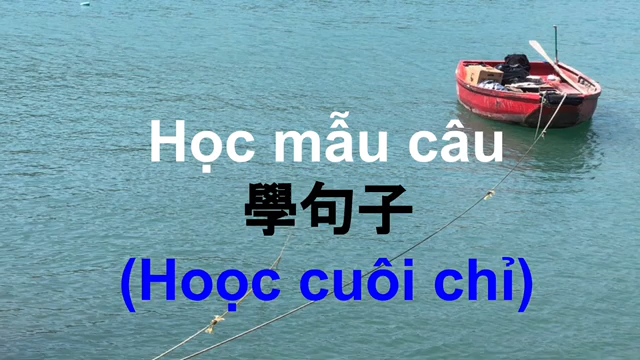 Học mẫu câu
學句子
(Hoọc cuôi chỉ)